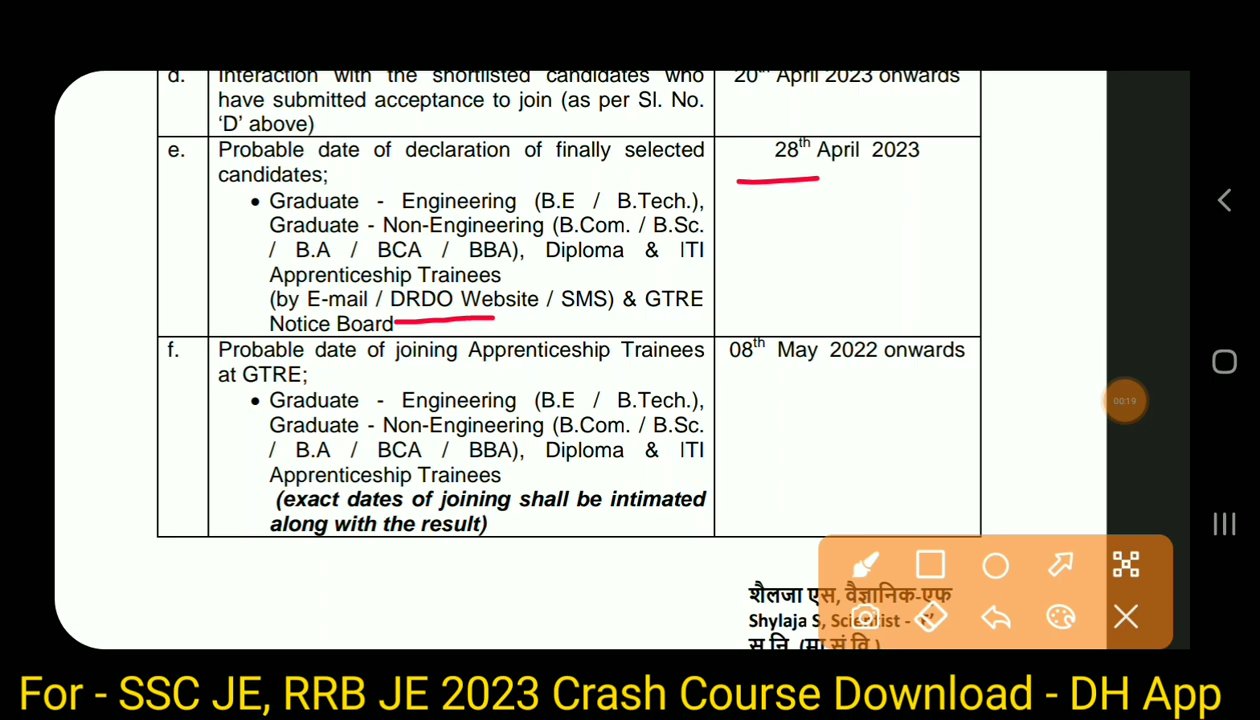 d. Interaction with the shortlisted candidates who 20th April 2023 onwards
have submitted acceptance to join (as per Sl. No.
‘D’ above)
e. Probable date of declaration of finally selected 28th April 2023
candidates;
• Graduate - Engineering (B.E / B.Tech.),
Graduate - Non-Engineering (B.Com. / B.Sc.
/ B.A / BCA / BBA), Diploma & ITI
Apprenticeship Trainees
(by E-mail / DRDO Website / SMS) & GTRE
Notice Board
f. Probable date of joining Apprenticeship Trainees 08th May 2022 onwards
at GTRE;
• Graduate - Engineering (B.E / B.Tech.),
Graduate - Non-Engineering (B.Com. / B.Sc.
/ B.A / BCA / BBA), Diploma & ITI
Apprenticeship Trainees
(exact dates of joining shall be intimated
along with the result)
00:19
शैलजा एस, वैज्ञानिक-एफ
Shylaja S, Scientist - 'F'
स.नि. (मा.सं.वि.)
For - SSC JE, RRB JE 2023 Crash Course Download - DH App